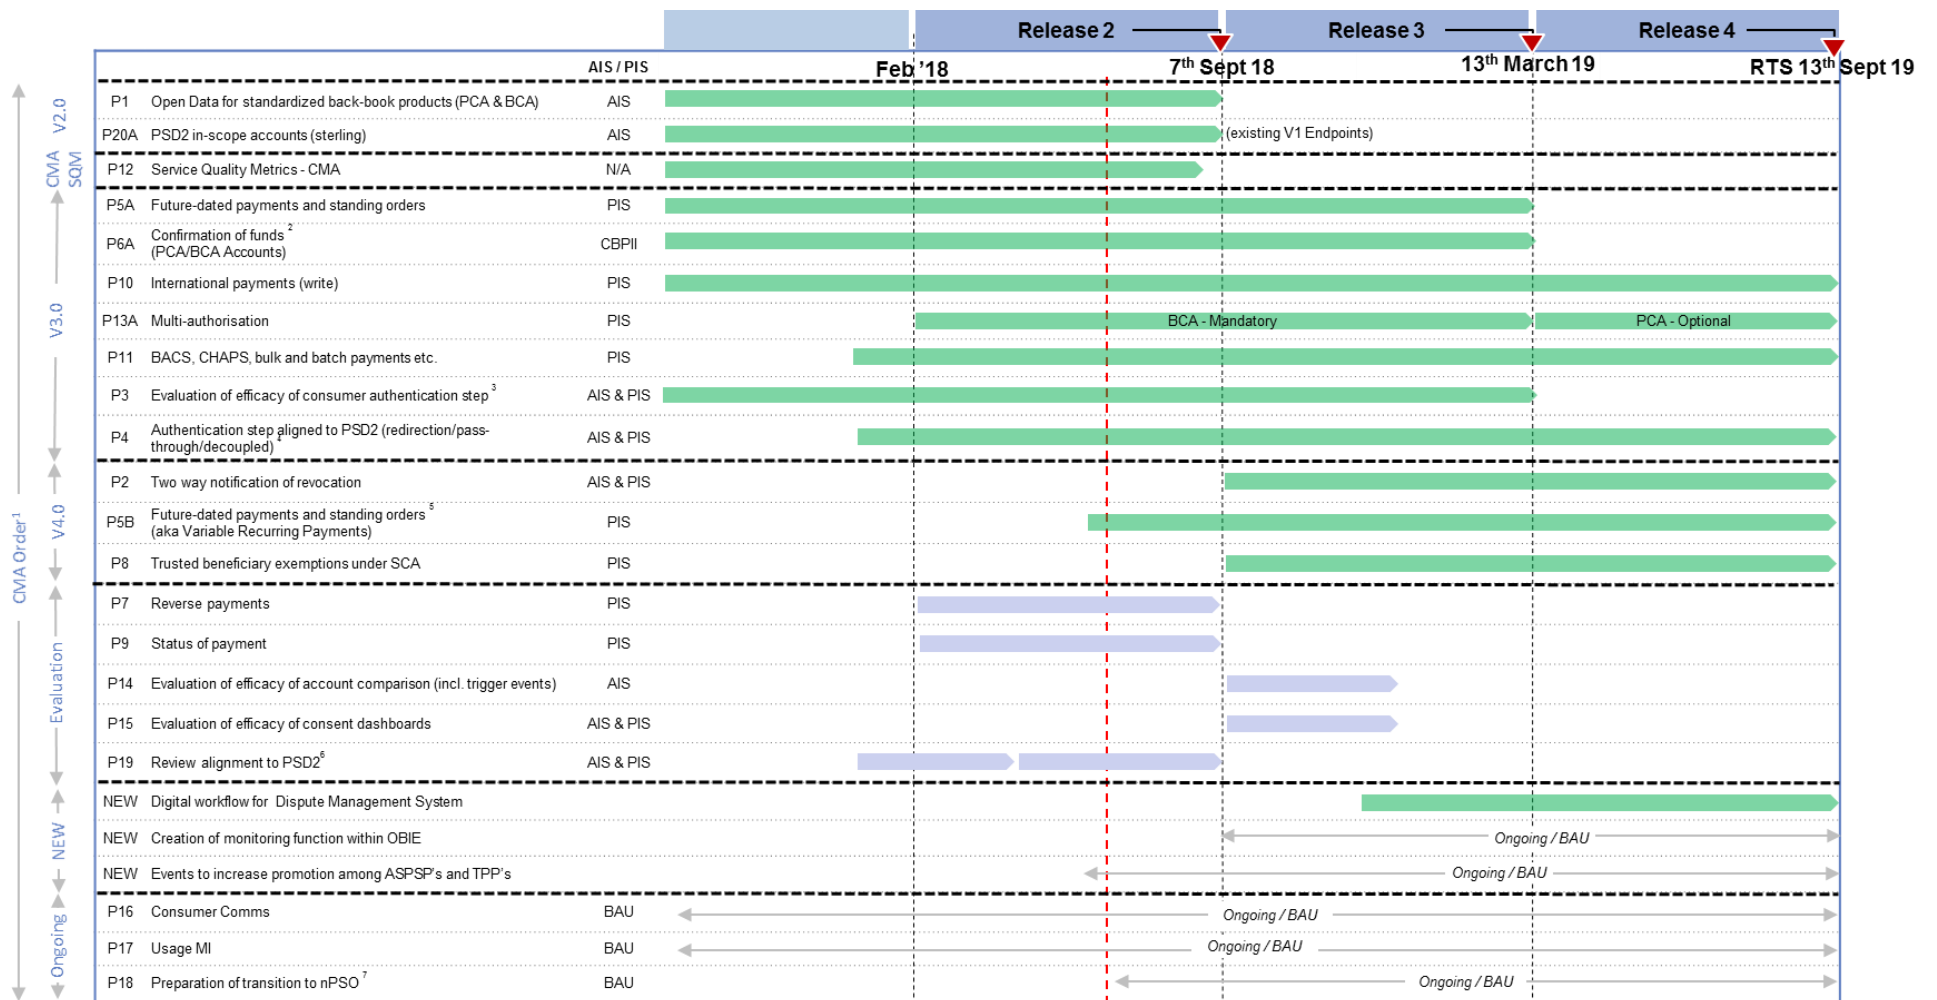 Release 2
Release 3
Release 4
AIS / PIS
Feb '18
7th Sept 18
13th March 19
RTS 13th Sept 19
CMA Order1
V2.0
CMA SQM
V3.0
V4.0
Evaluation
NEW
Ongoing
P1 Open Data for standardized back-book products (PCA & BCA) AIS
P20A PSD2 in-scope accounts (sterling) AIS (existing V1 Endpoints)
P12 Service Quality Metrics - CMA N/A
P5A Future-dated payments and standing orders PIS
P6A Confirmation of funds 2
(PCA/BCA Accounts) CBPII
P10 International payments (write) PIS
P13A Multi-authorisation PIS BCA - Mandatory PCA - Optional
P11 BACS, CHAPS, bulk and batch payments etc. PIS
P3 Evaluation of efficacy of consumer authentication step 3 AIS & PIS
P4 Authentication step aligned to PSD2 (redirection/pass-
through/decoupled) 4 AIS & PIS
P2 Two way notification of revocation AIS & PIS
P5B Future-dated payments and standing orders 5
(aka Variable Recurring Payments) PIS
P8 Trusted beneficiary exemptions under SCA PIS
P7 Reverse payments PIS
P9 Status of payment PIS
P14 Evaluation of efficacy of account comparison (incl. trigger events) AIS
P15 Evaluation of efficacy of consent dashboards AIS & PIS
P19 Review alignment to PSD2 6 AIS & PIS
NEW Digital workflow for Dispute Management System
NEW Creation of monitoring function within OBIE Ongoing / BAU
NEW Events to increase promotion among ASPSP's and TPP's Ongoing / BAU
P16 Consumer Comms BAU Ongoing / BAU
P17 Usage MI BAU Ongoing / BAU
P18 Preparation of transition to nPSO 7 BAU Ongoing / BAU